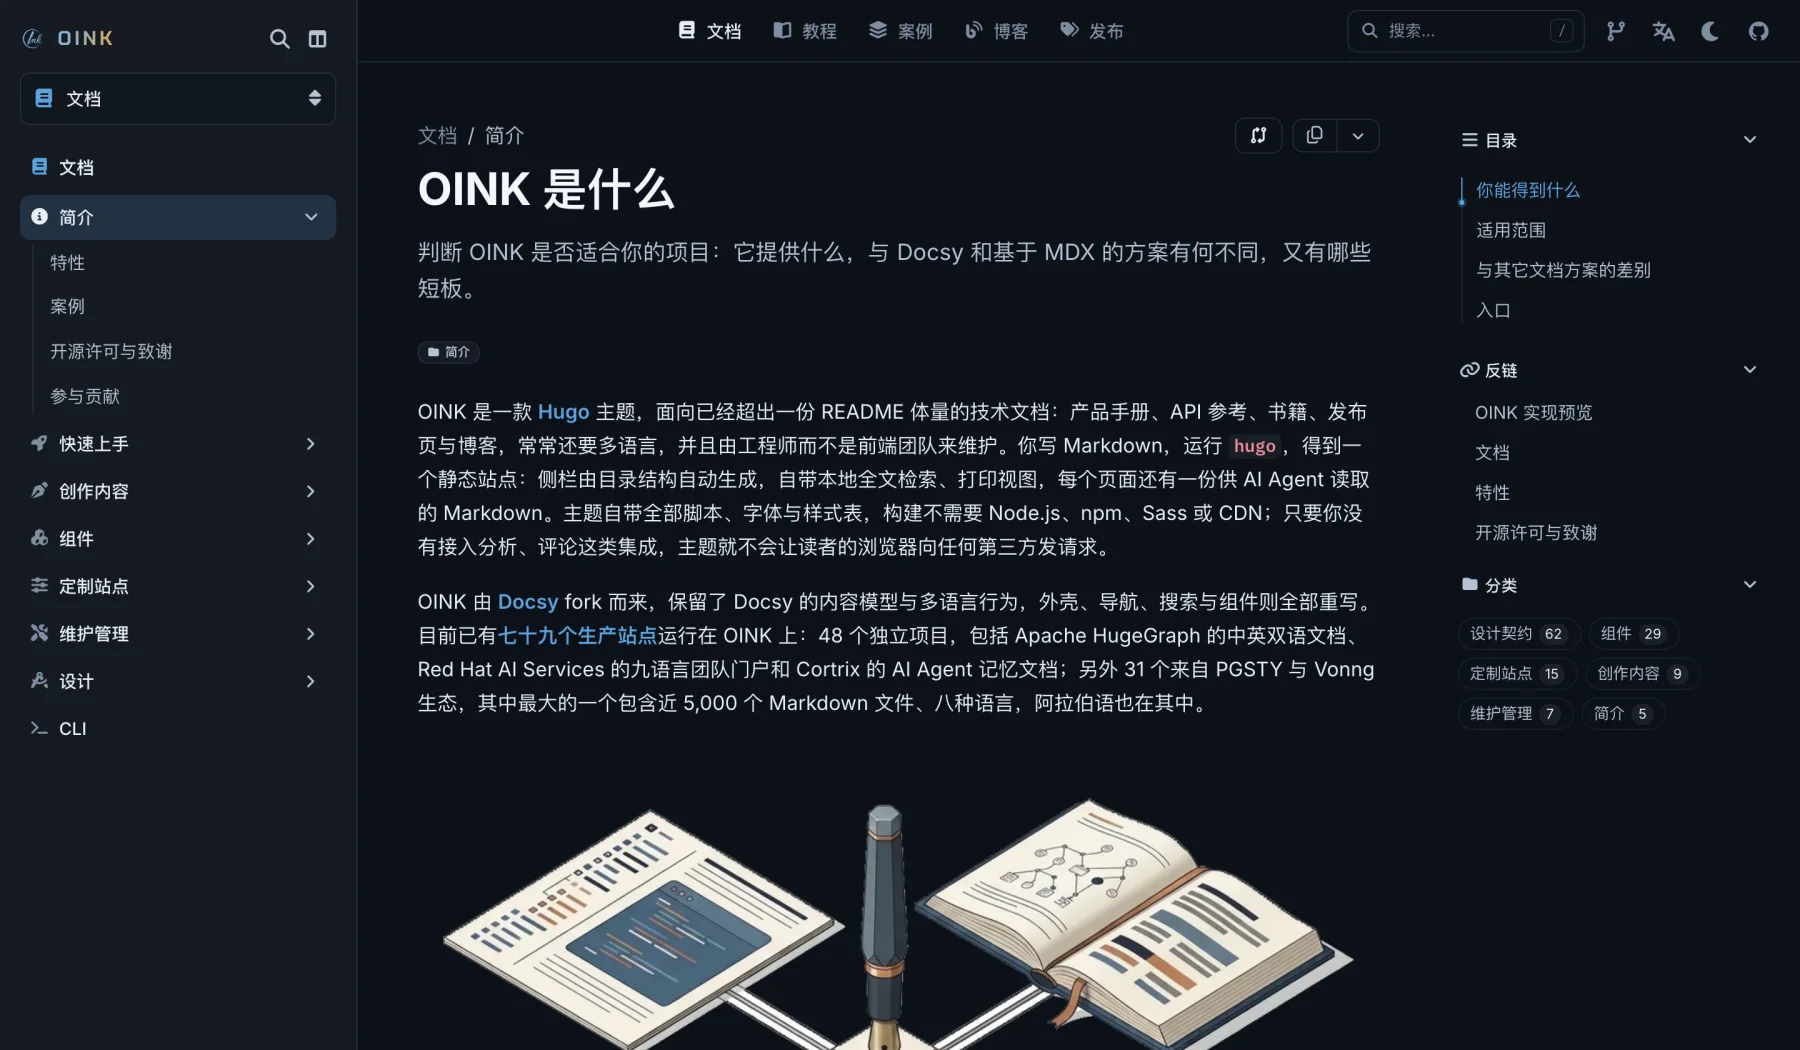 OINK
文档
文档
简介
特性
案例
开源许可与致谢
参与贡献
快速上手
创作内容
组件
定制站点
维护管理
设计
CLI
文档
教程
案例
博客
发布
搜索...
/
文档 / 简介
OINK 是什么
判断 OINK 是否适合你的项目：它提供什么，与 Docsy 和基于 MDX 的方案有何不同，又有哪些
短板。
简介
OINK 是一款 Hugo 主题，面向已经超出一份 README 体量的技术文档：产品手册、API 参考、书籍、发布
页与博客，常常还要多语言，并且由工程师而不是前端团队来维护。你写 Markdown，运行 hugo，得到一
个静态站点：侧栏由目录结构自动生成，自带本地全文检索、打印视图，每个页面还有一份供 AI Agent 读取
的 Markdown。主题自带全部脚本、字体与样式表，构建不需要 Node.js、npm、Sass 或 CDN；只要你没
有接入分析、评论这类集成，主题就不会让读者的浏览器向任何第三方发请求。
OINK 由 Docsy fork 而来，保留了 Docsy 的内容模型与多语言行为，外壳、导航、搜索与组件则全部重写。
目前已有七十九个生产站点运行在 OINK 上：48 个独立项目，包括 Apache HugeGraph 的中英双语文档、
Red Hat AI Services 的九语言团队门户和 Cortrix 的 AI Agent 记忆文档；另外 31 个来自 PGSTY 与 Vonng
生态，其中最大的一个包含近 5,000 个 Markdown 文件、八种语言，阿拉伯语也在其中。
目录
你能得到什么
适用范围
与其它文档方案的差别
入口
反链
OINK 实现预览
文档
特性
开源许可与致谢
分类
设计契约 62
组件 29
定制站点 15
创作内容 9
维护管理 7
简介 5